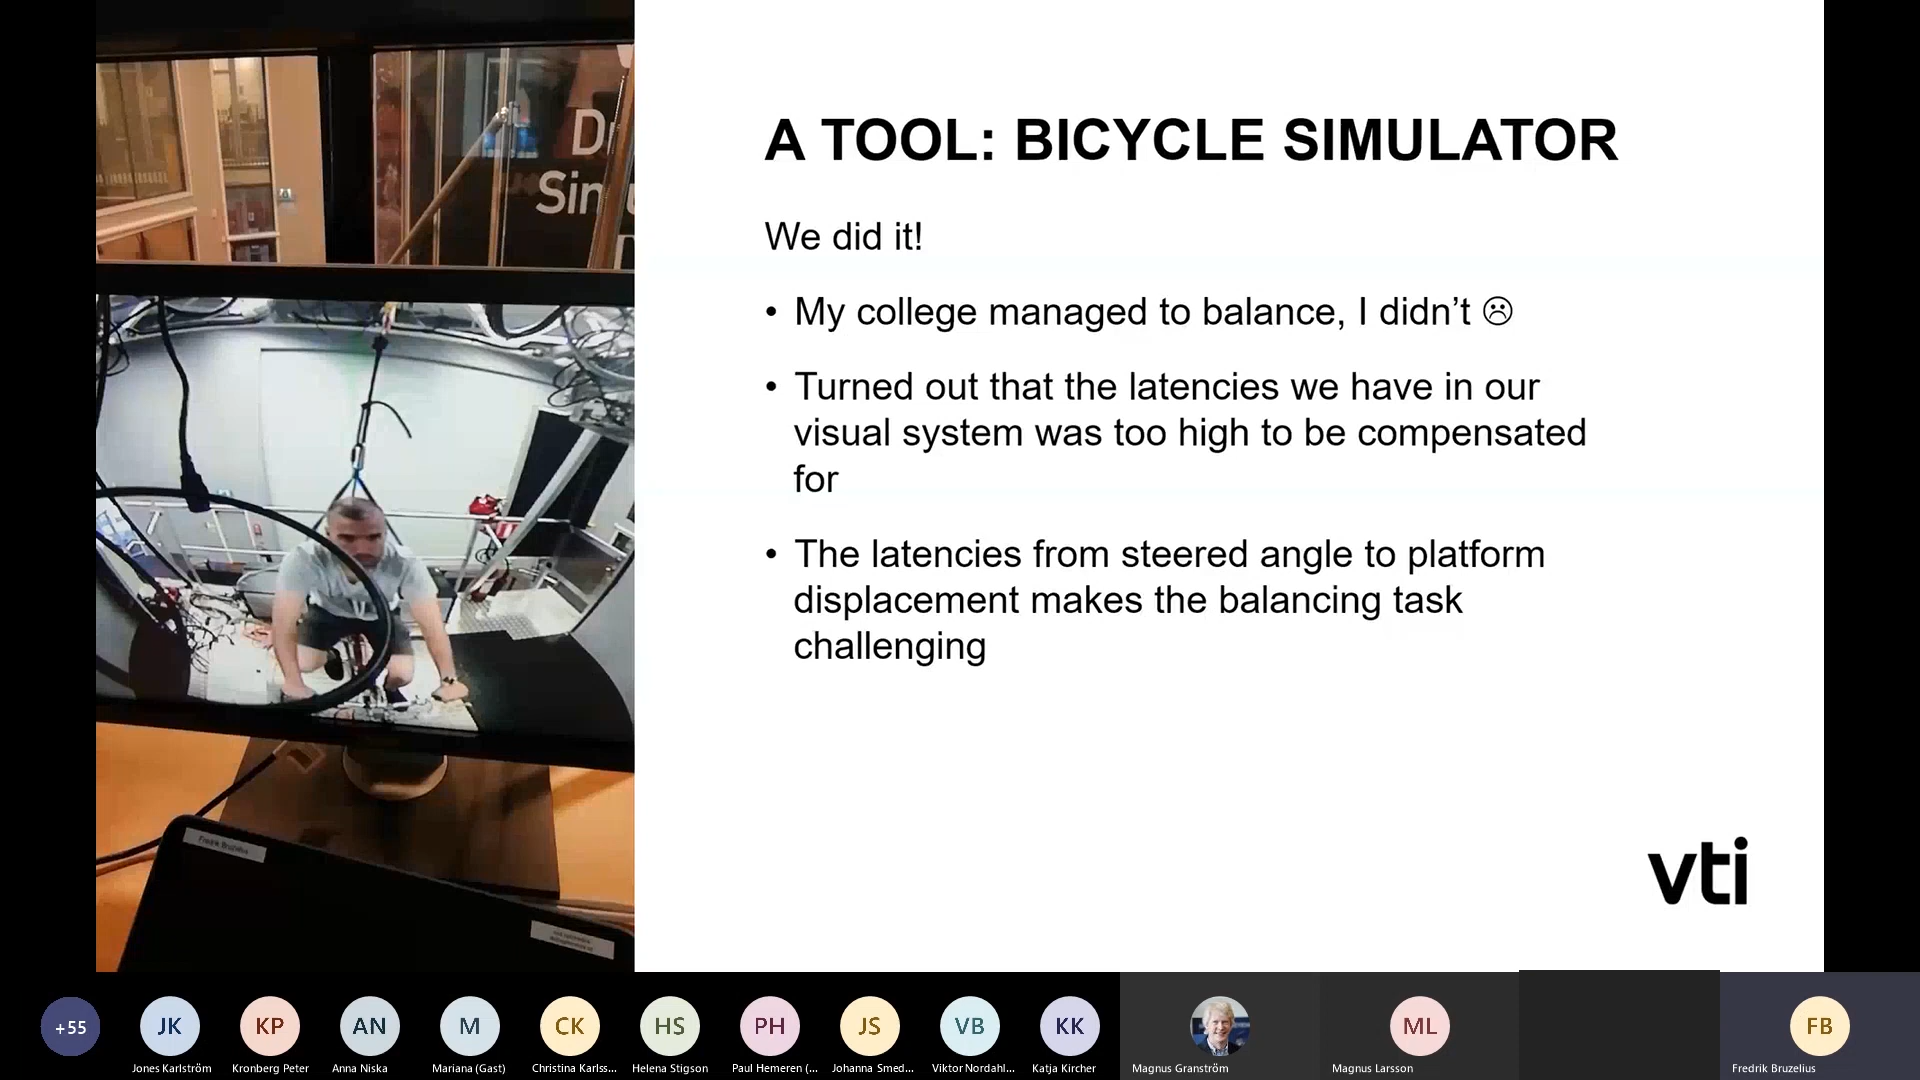 A TOOL: BICYCLE SIMULATOR
We did it!
• My college managed to balance, I didn’t ☹
• Turned out that the latencies we have in our
visual system was too high to be compensated
for
• The latencies from steered angle to platform
displacement makes the balancing task
challenging
vti
Fredrik Bruzelius
+55
JK
KP
AN
M
CK
HS
PH
JS
VB
KK
ML
FB
Jones Karlström
Kronberg Peter
Anna Niska
Mariana (Gast)
Christina Karlss...
Helena Stigson
Paul Hemeren (...
Johanna Smed...
Viktor Nordahl...
Katja Kircher
Magnus Granström
Magnus Larsson
Fredrik Bruzelius